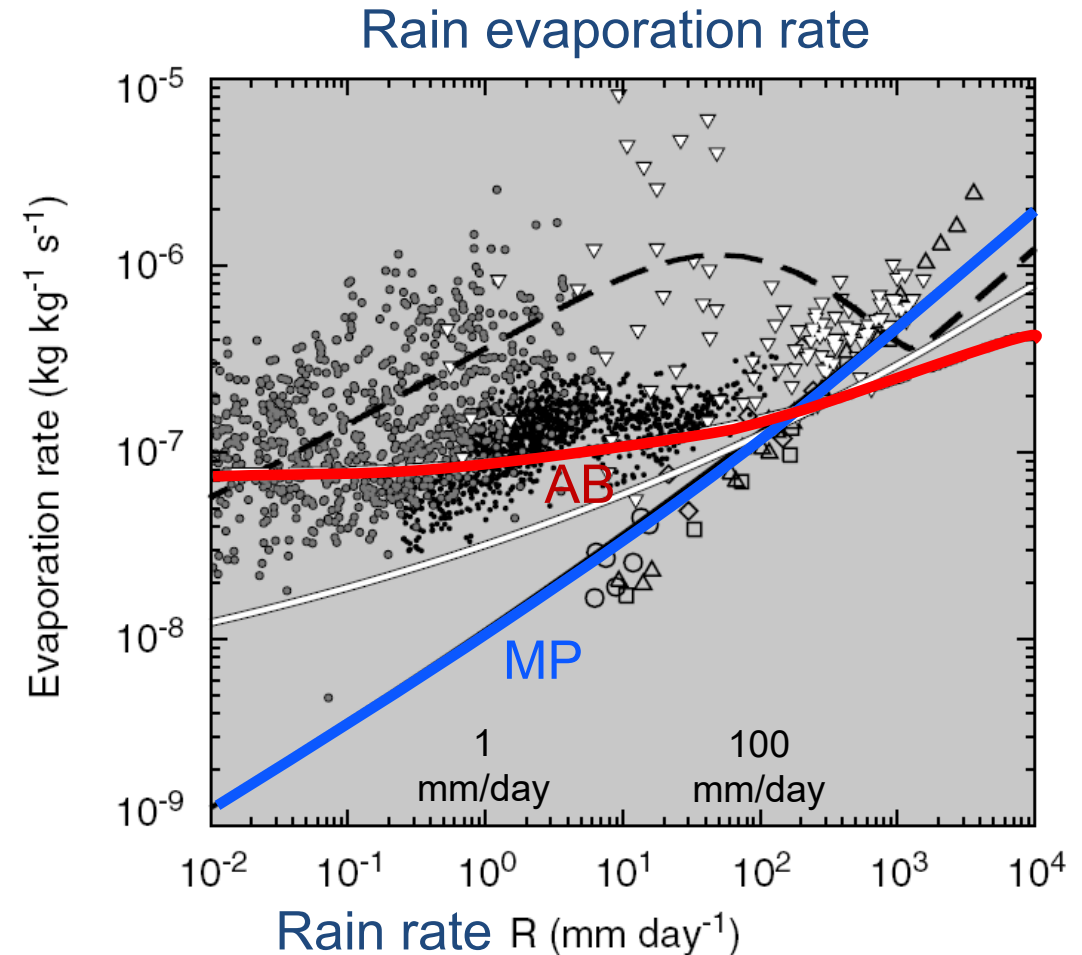 Rain evaporation rate
Evaporation rate (kg kg⁻¹ s⁻¹)
10⁻⁵
10⁻⁶
10⁻⁷
10⁻⁸
10⁻⁹
AB
MP
1
mm/day
100
mm/day
10⁻² 10⁻¹ 10⁰ 10¹ 10² 10³ 10⁴
Rain rate R (mm day⁻¹)